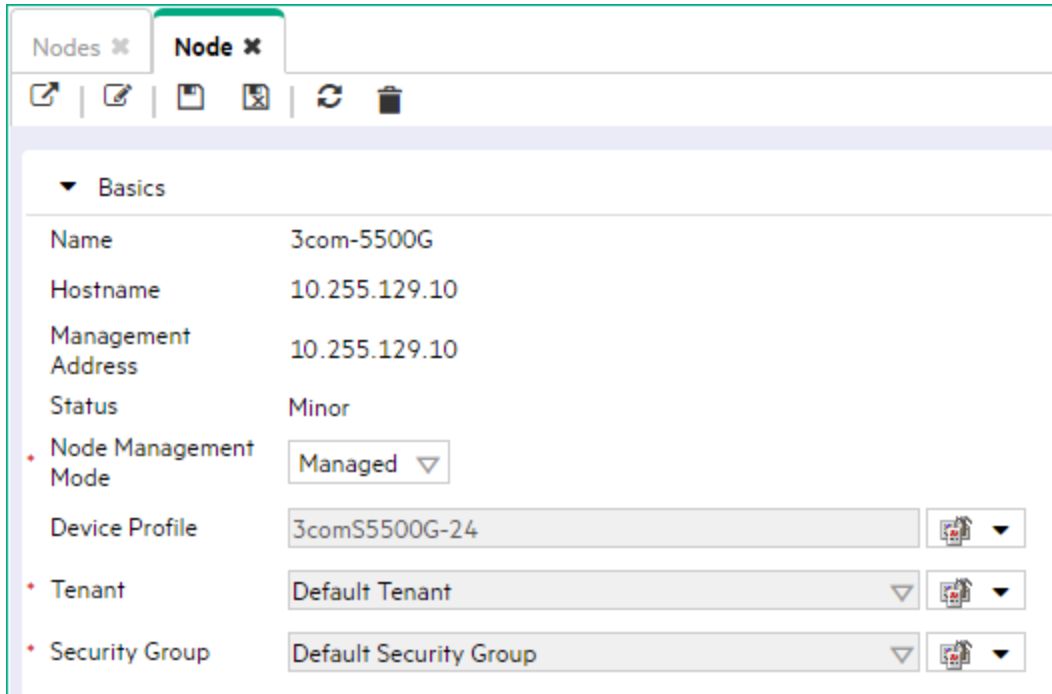 Nodes
Node
Basics
Name 3com-5500G
Hostname 10.255.129.10
Management
Address 10.255.129.10
Status Minor
* Node Management
Mode Managed
Device Profile 3comS5500G-24
* Tenant Default Tenant
* Security Group Default Security Group